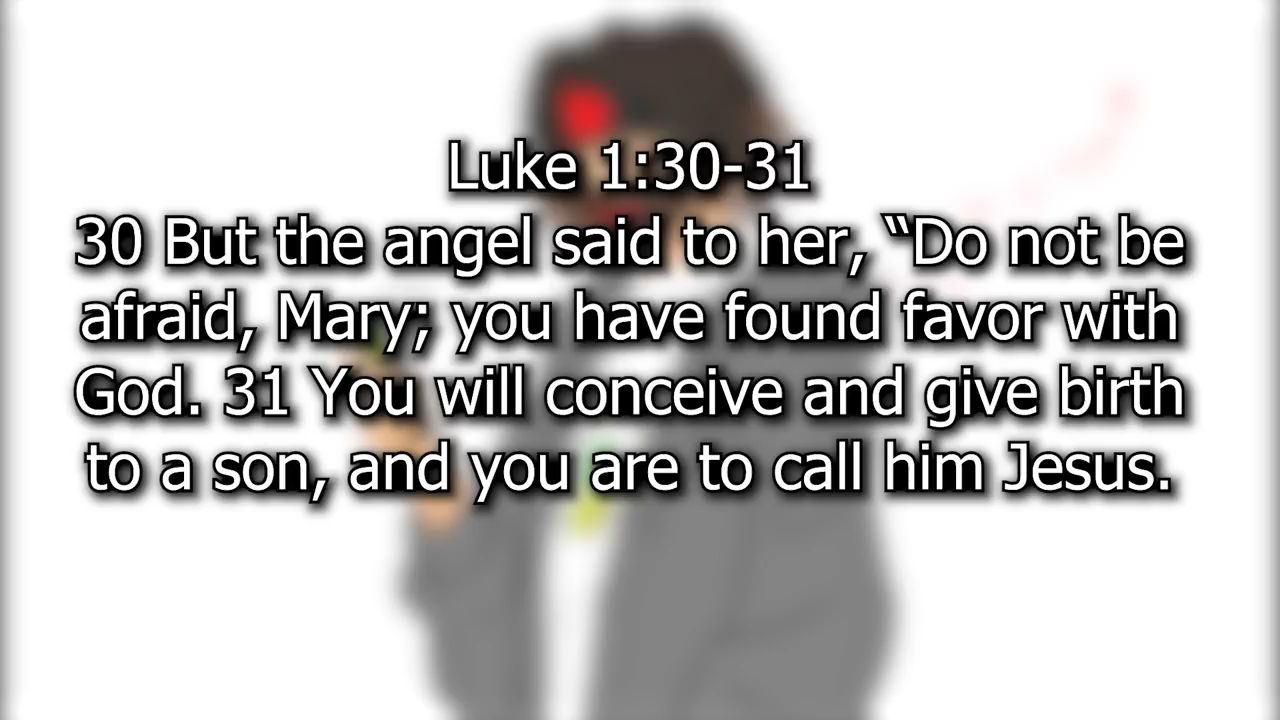 Luke 1:30-31
30 But the angel said to her, “Do not be
afraid, Mary; you have found favor with
God. 31 You will conceive and give birth
to a son, and you are to call him Jesus.